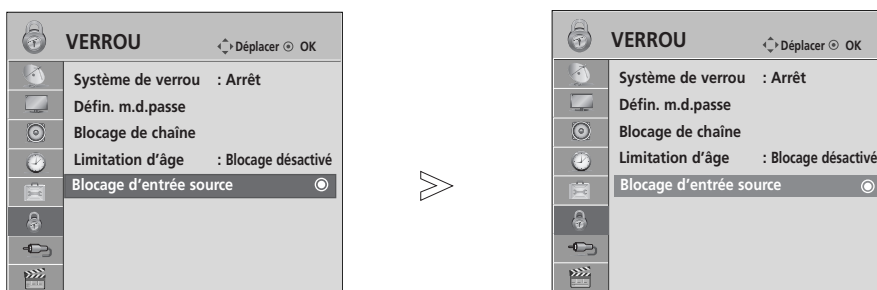 VERROU Déplacer OK
Système de verrou : Arrêt
Défin. m.d.passe
Blocage de chaîne
Limitation d'âge : Blocage désactivé
Blocage d'entrée source
VERROU Déplacer OK
Système de verrou : Arrêt
Défin. m.d.passe
Blocage de chaîne
Limitation d'âge : Blocage désactivé
Blocage d'entrée source